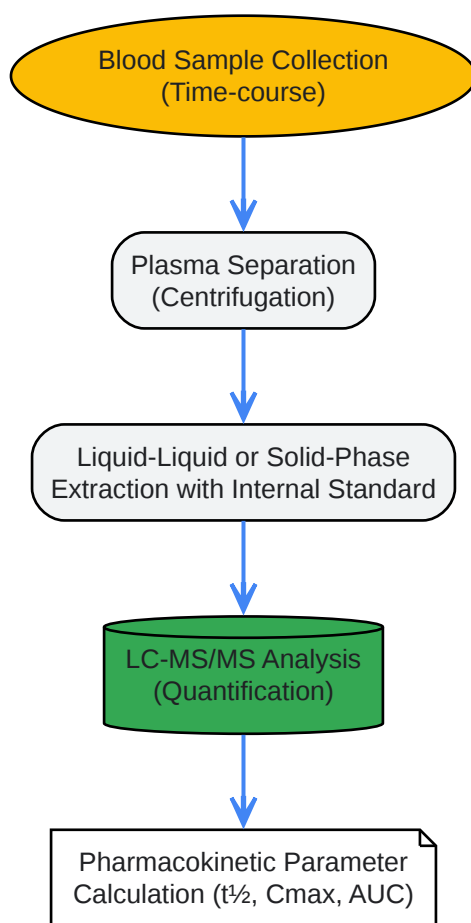 Blood Sample Collection
(Time-course)
Plasma Separation
(Centrifugation)
Liquid-Liquid or Solid-Phase
Extraction with Internal Standard
LC-MS/MS Analysis
(Quantification)
Pharmacokinetic Parameter
Calculation (t½, Cmax, AUC)